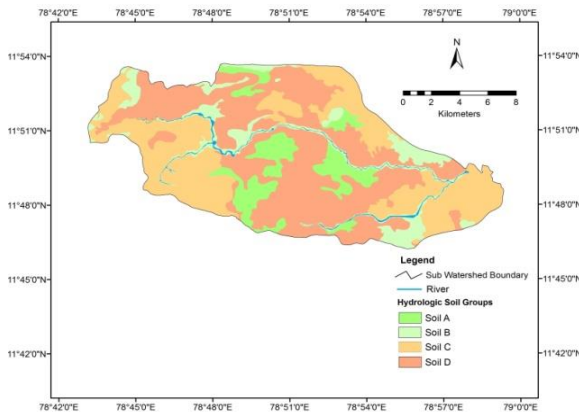 78°42'0"E 78°45'0"E 78°48'0"E 78°51'0"E 78°54'0"E 78°57'0"E 79°0'0"E
N
11°54'0"N 11°54'0"N
0 2 4 6 8
Kilometers
11°51'0"N 11°51'0"N
11°48'0"N 11°48'0"N
Legend
Sub Watershed Boundary
River
Hydrologic Soil Groups
Soil A
Soil B
Soil C
Soil D
11°45'0"N 11°45'0"N
11°42'0"N 11°42'0"N
78°42'0"E 78°45'0"E 78°48'0"E 78°51'0"E 78°54'0"E 78°57'0"E 79°0'0"E